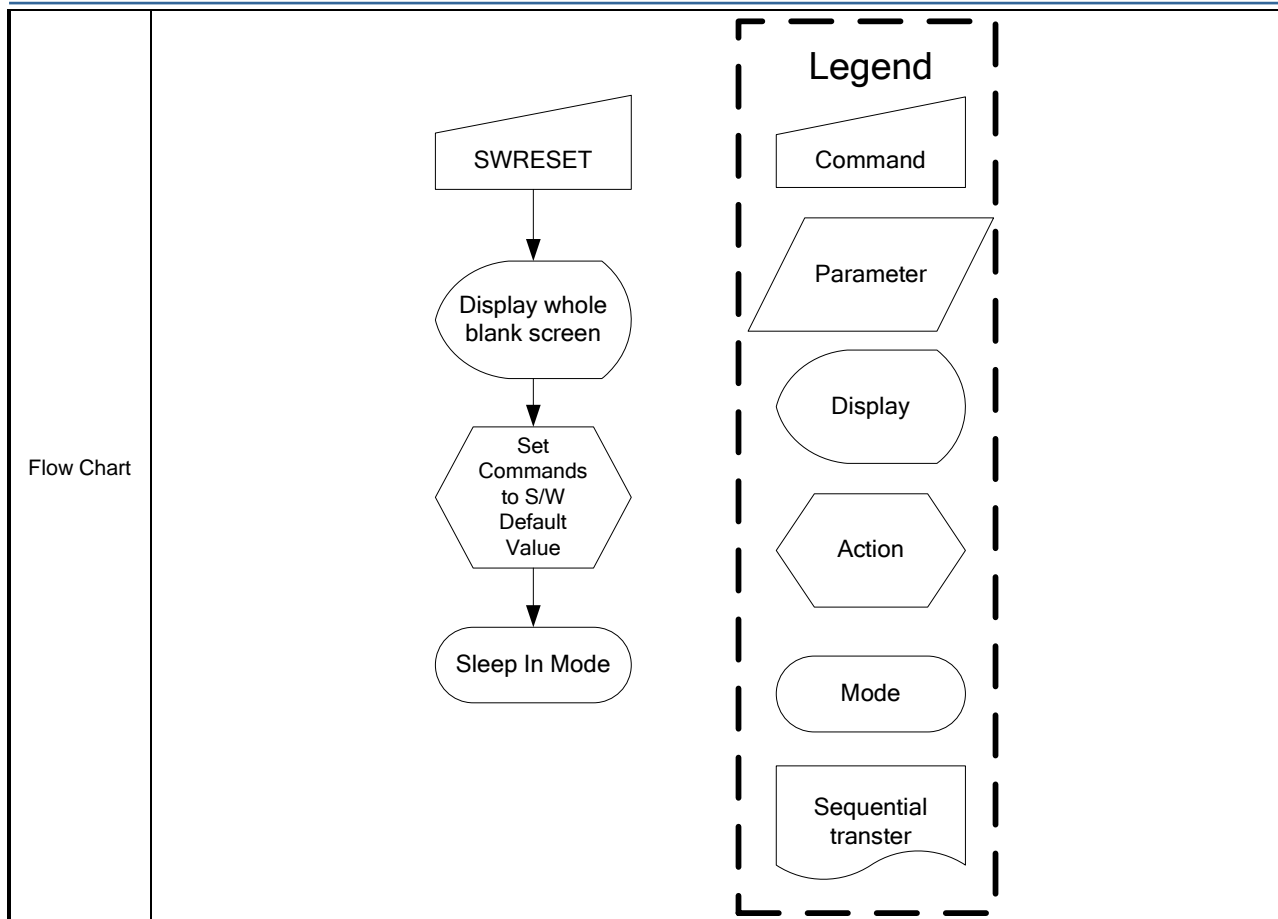 Flow Chart
SWRESET
Display whole
blank screen
Set
Commands
to S/W
Default
Value
Sleep In Mode
Legend
Command
Parameter
Display
Action
Mode
Sequential
transter